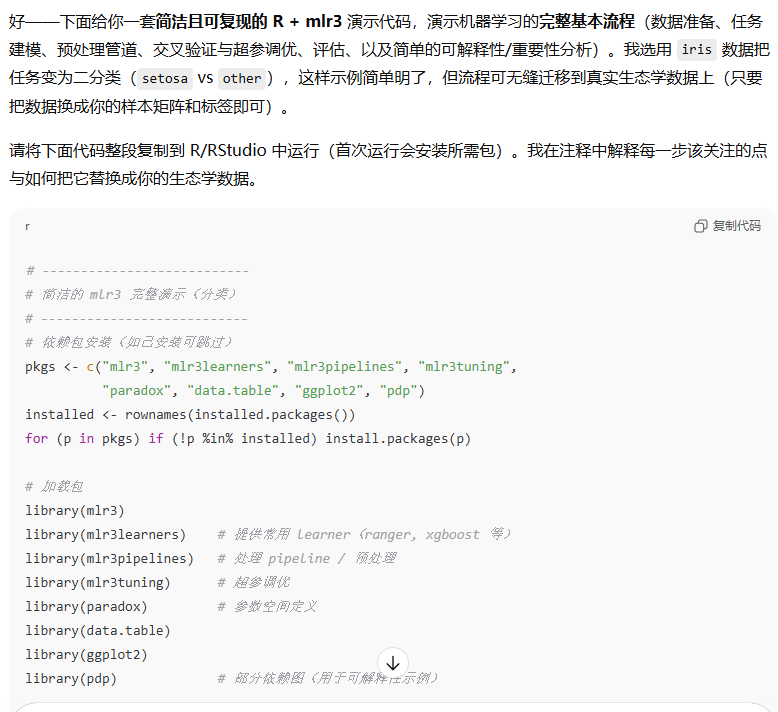 好——下面给你一套简洁且可复现的 R + mlr3 演示代码，演示机器学习的完整基本流程（数据准备、任务
建模、预处理管道、交叉验证与超参调优、评估、以及简单的可解释性/重要性分析）。我选用 iris 数据把
任务变为二分类（setosa vs other），这样示例简单明了，但流程可无缝迁移到真实生态学数据上（只要
把数据换成你的样本矩阵和标签即可）。
请将下面代码整段复制到 R/RStudio 中运行（首次运行会安装所需包）。我在注释中解释每一步该关注的点
与如何把它替换成你的生态学数据。
r
复制代码
# ---------------------------
# 简洁的 mlr3 完整演示（分类）
# ---------------------------
# 依赖包安装（如已安装可跳过）
pkgs <- c("mlr3", "mlr3learners", "mlr3pipelines", "mlr3tuning",
"paradox", "data.table", "ggplot2", "pdp")
installed <- rownames(installed.packages())
for (p in pkgs) if (!p %in% installed) install.packages(p)
# 加载包
library(mlr3)
library(mlr3learners)    # 提供常用 Learner（ranger, xgboost 等）
library(mlr3pipelines)   # 处理 pipeline / 预处理
library(mlr3tuning)      # 超参调优
library(paradox)         # 参数空间定义
library(data.table)
library(ggplot2)
library(pdp)             # 部分依赖图（用于可解释性示例）